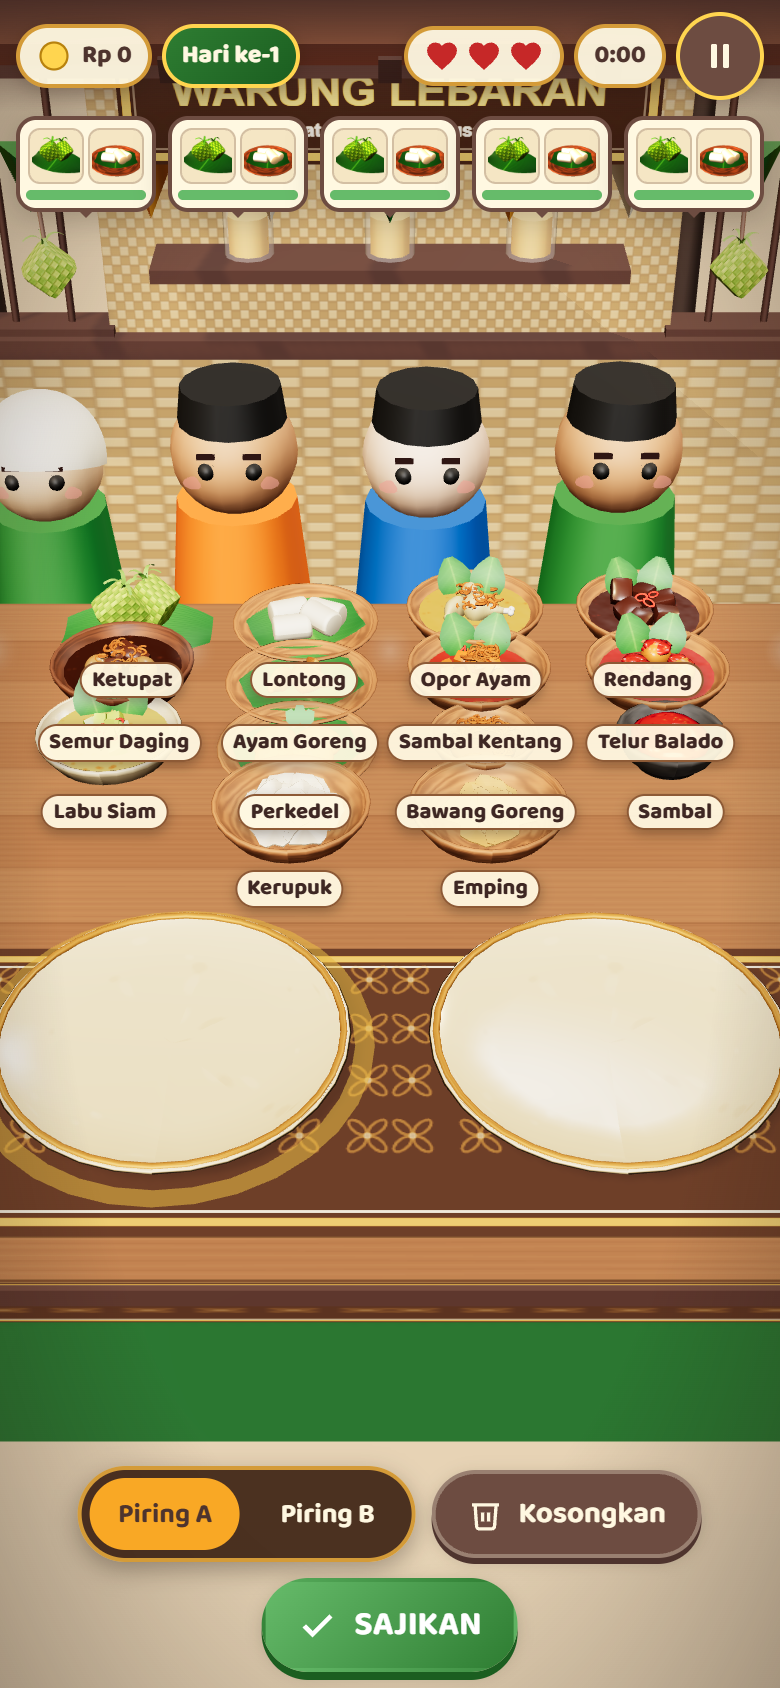 Rp 0
Hari ke-1
0:00
WARUNG LEBARAN
Ketupat
Lontong
Opor Ayam
Rendang
Semur Daging
Ayam Goreng
Sambal Kentang
Telur Balado
Labu Siam
Perkedel
Bawang Goreng
Sambal
Kerupuk
Emping
Piring A
Piring B
Kosongkan
SAJIKAN